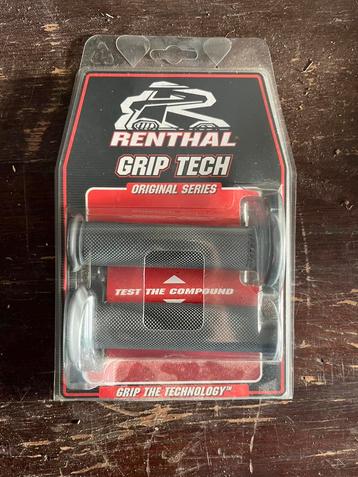 RENTHAL
GRIP TECH
ORIGINAL SERIES
TEST THE COMPOUND
GRIP THE TECHNOLOGY™